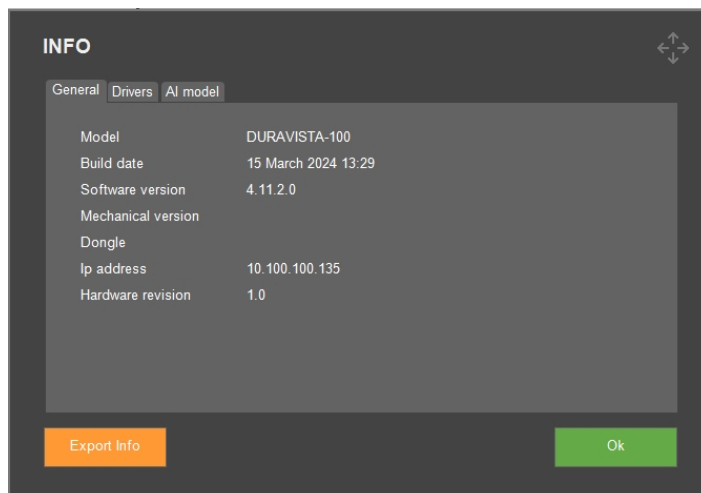 INFO
General Drivers AI model
Model DURAVISTA-100
Build date 15 March 2024 13:29
Software version 4.11.2.0
Mechanical version
Dongle
Ip address 10.100.100.135
Hardware revision 1.0
Export Info Ok